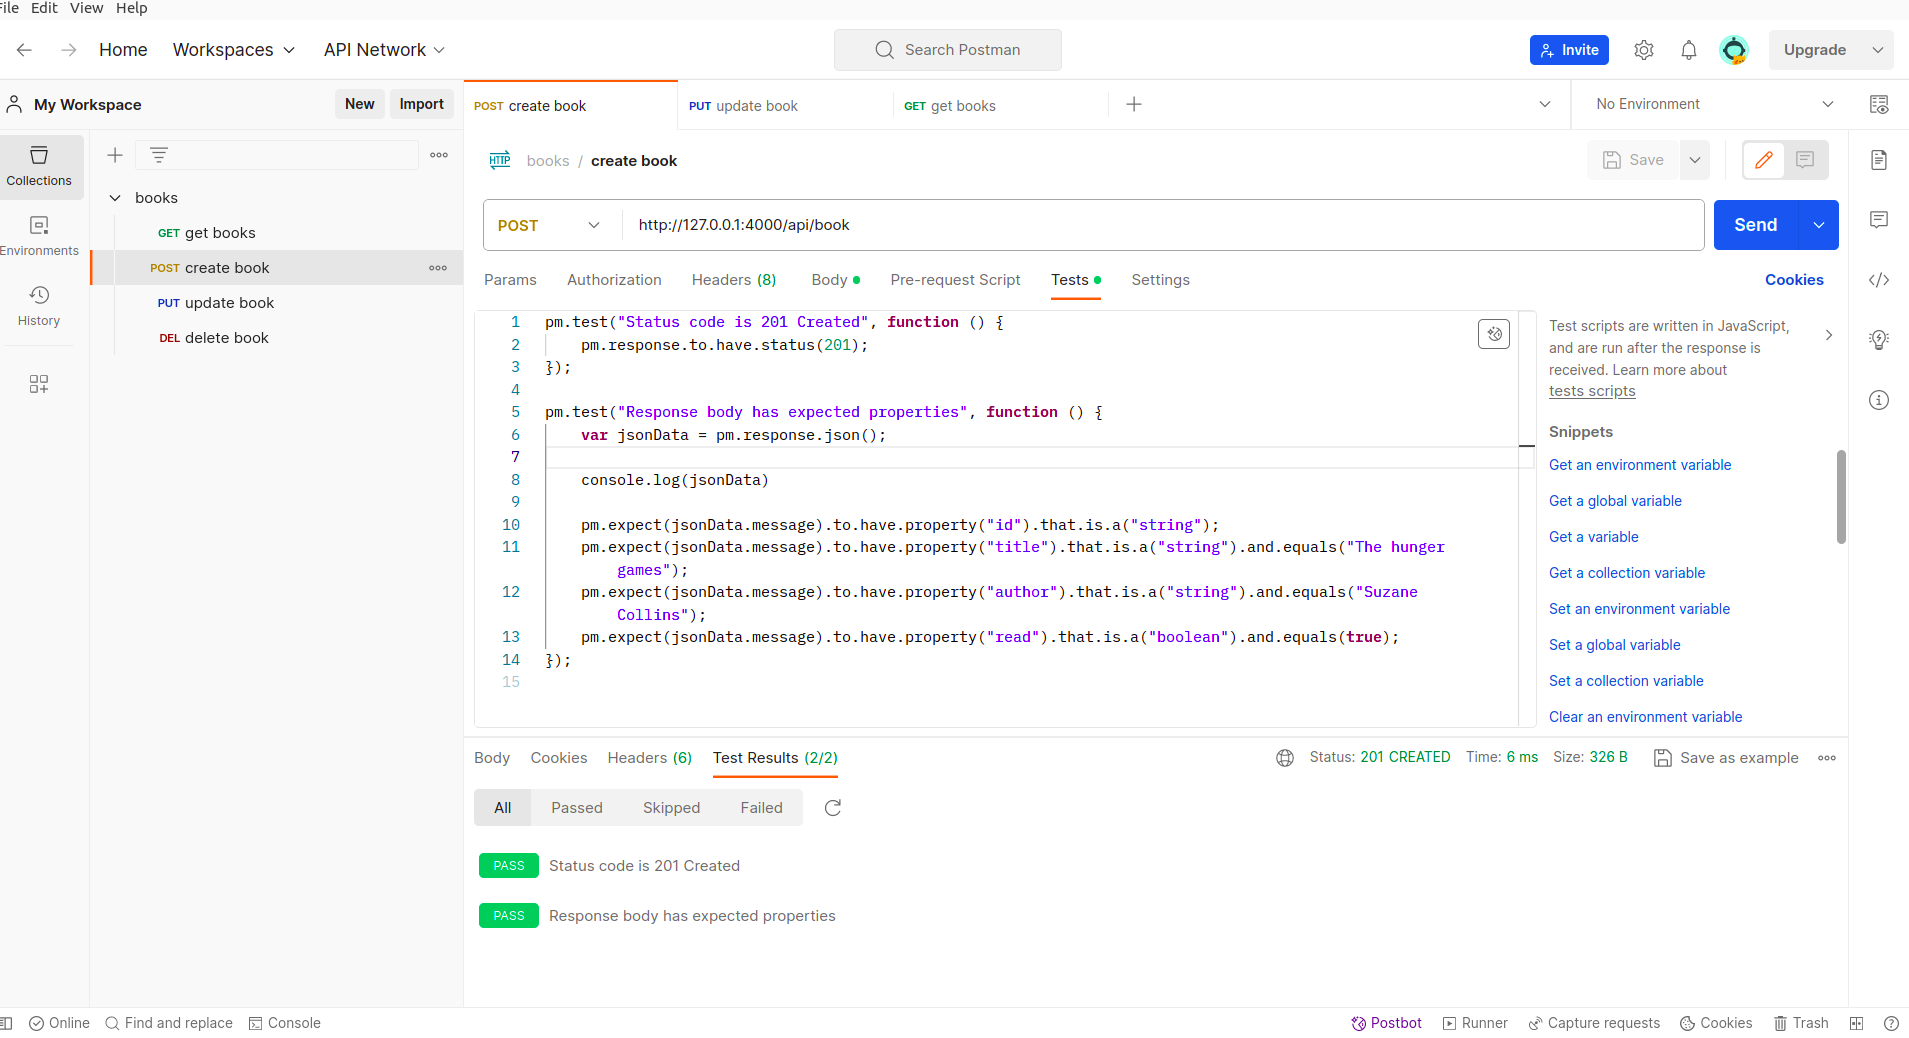 File Edit View Help
Home Workspaces API Network Search Postman Invite Upgrade
My Workspace New Import
POST create book PUT update book GET get books No Environment
Collections
Environments
History
books
GET get books
POST create book
PUT update book
DEL delete book
HTTP books / create book Save
POST http://127.0.0.1:4000/api/book Send
Params Authorization Headers (8) Body Pre-request Script Tests Settings Cookies
1 pm.test("Status code is 201 Created", function () {
2 pm.response.to.have.status(201);
3 });
4
5 pm.test("Response body has expected properties", function () {
6 var jsonData = pm.response.json();
7
8 console.log(jsonData)
9
10 pm.expect(jsonData.message).to.have.property("id").that.is.a("string");
11 pm.expect(jsonData.message).to.have.property("title").that.is.a("string").and.equals("The hunger
games");
12 pm.expect(jsonData.message).to.have.property("author").that.is.a("string").and.equals("Suzane
Collins");
13 pm.expect(jsonData.message).to.have.property("read").that.is.a("boolean").and.equals(true);
14 });
15
Test scripts are written in JavaScript,
and are run after the response is
received. Learn more about
tests scripts
Snippets
Get an environment variable
Get a global variable
Get a variable
Get a collection variable
Set an environment variable
Set a global variable
Set a collection variable
Clear an environment variable
Body Cookies Headers (6) Test Results (2/2) Status: 201 CREATED Time: 6 ms Size: 326 B Save as example
All Passed Skipped Failed
PASS Status code is 201 Created
PASS Response body has expected properties
Online Find and replace Console Postbot Runner Capture requests Cookies Trash